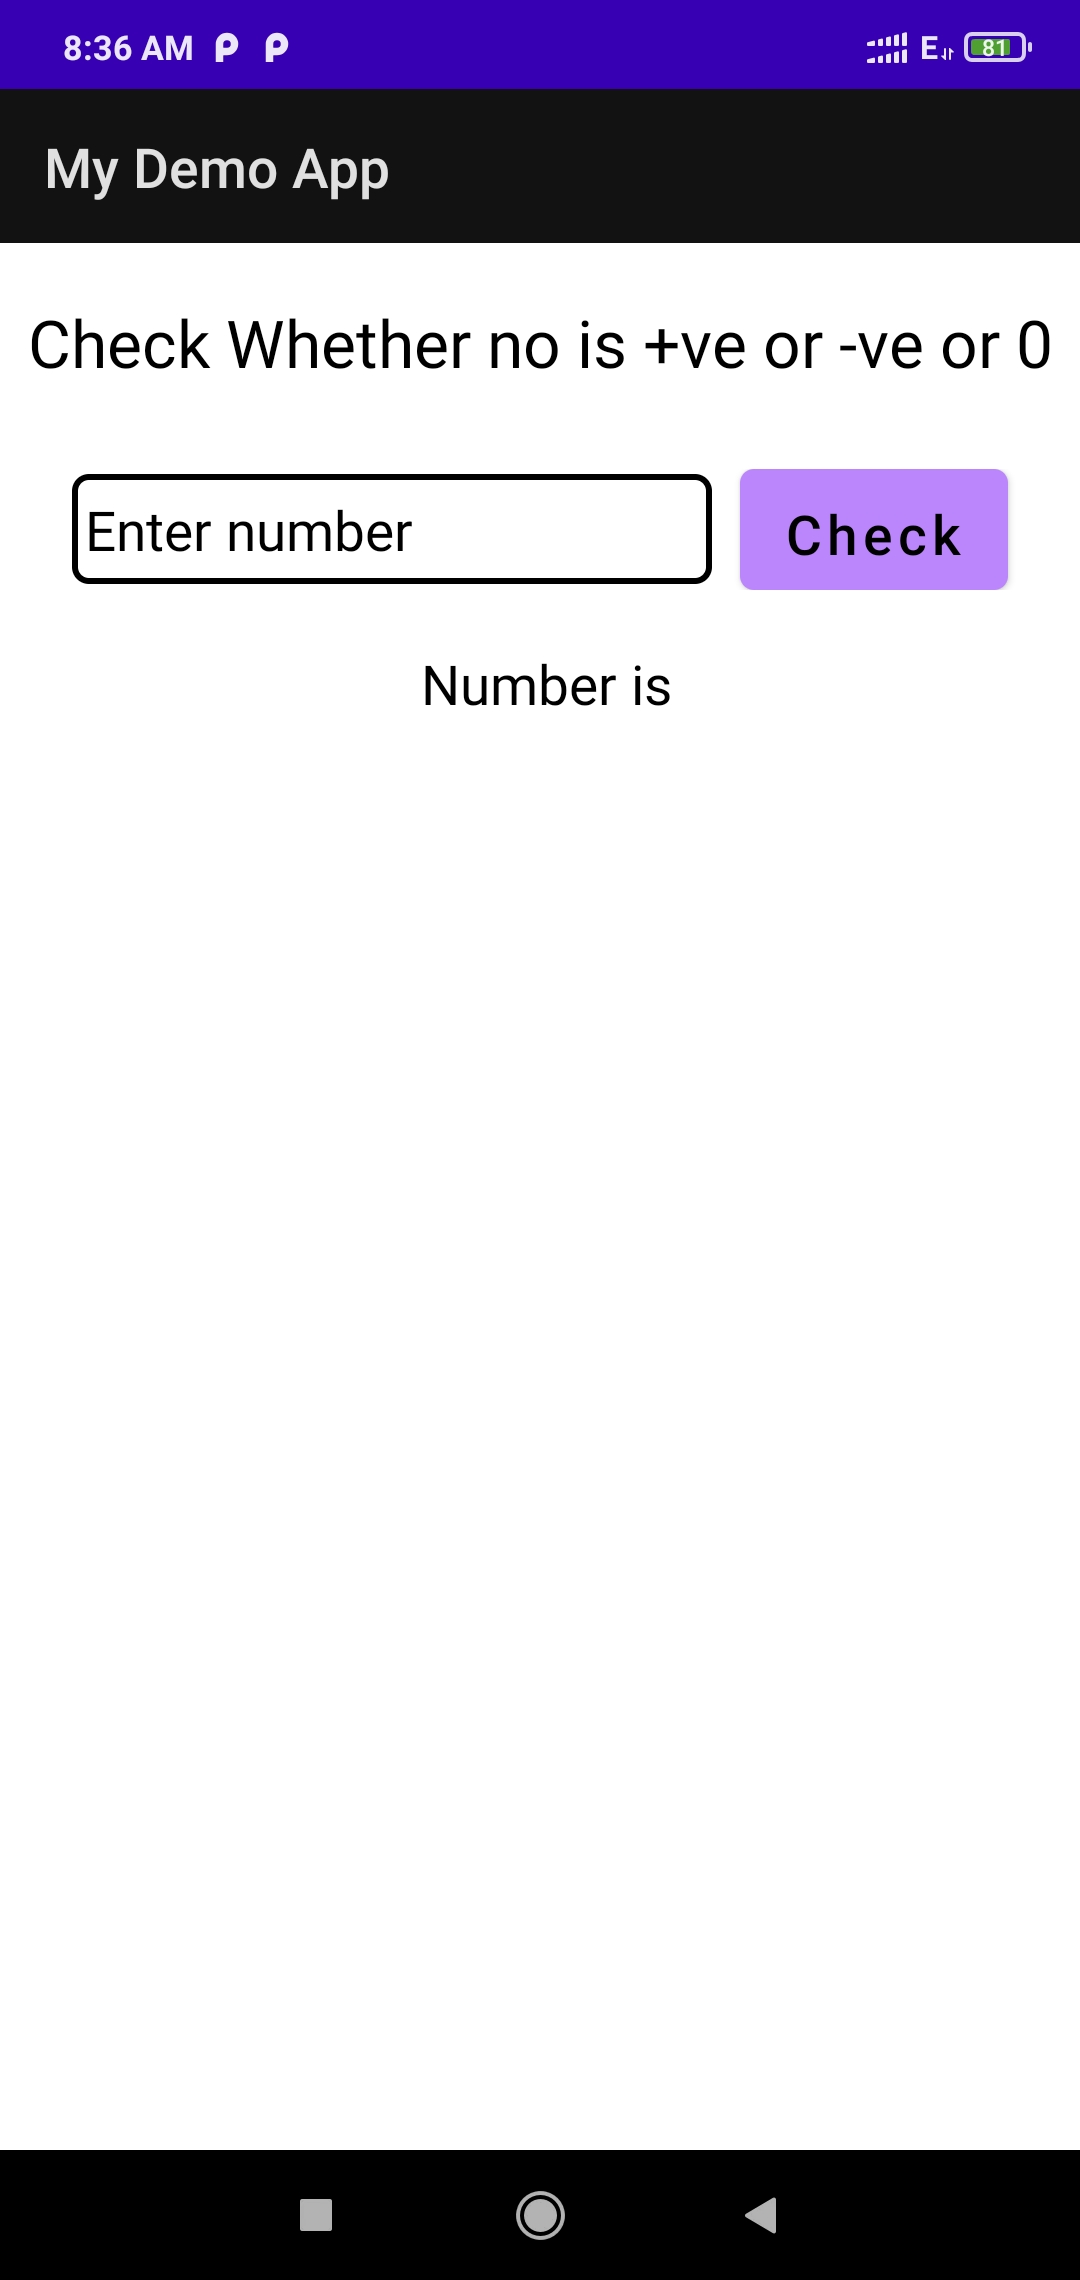 8:36 AM
E 81
My Demo App
Check Whether no is +ve or -ve or 0
Enter number
Check
Number is